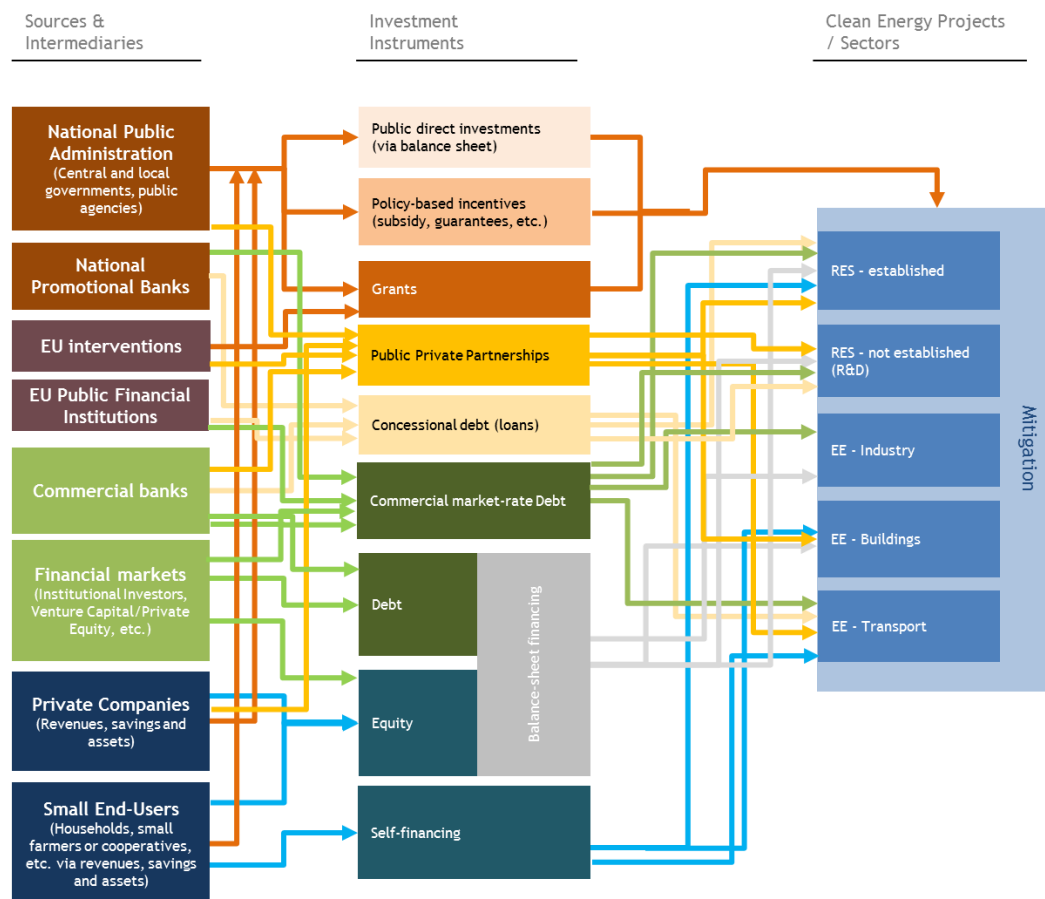 Sources &
Intermediaries
Investment
Instruments
Clean Energy Projects
/ Sectors
National Public
Administration
(Central and local
governments, public
agencies)
National
Promotional Banks
EU interventions
EU Public Financial
Institutions
Commercial banks
Financial markets
(Institutional Investors,
Venture Capital/Private
Equity, etc.)
Private Companies
(Revenues, savings and
assets)
Small End-Users
(Households, small
farmers or cooperatives,
etc. via revenues, savings
and assets)
Public direct investments
(via balance sheet)
Policy-based incentives
(subsidy, guarantees, etc.)
Grants
Public Private Partnerships
Concessional debt (loans)
Commercial market-rate Debt
Debt
Equity
Balance-sheet financing
Self-financing
RES - established
RES - not established
(R&D)
EE - Industry
EE - Buildings
EE - Transport
Mitigation